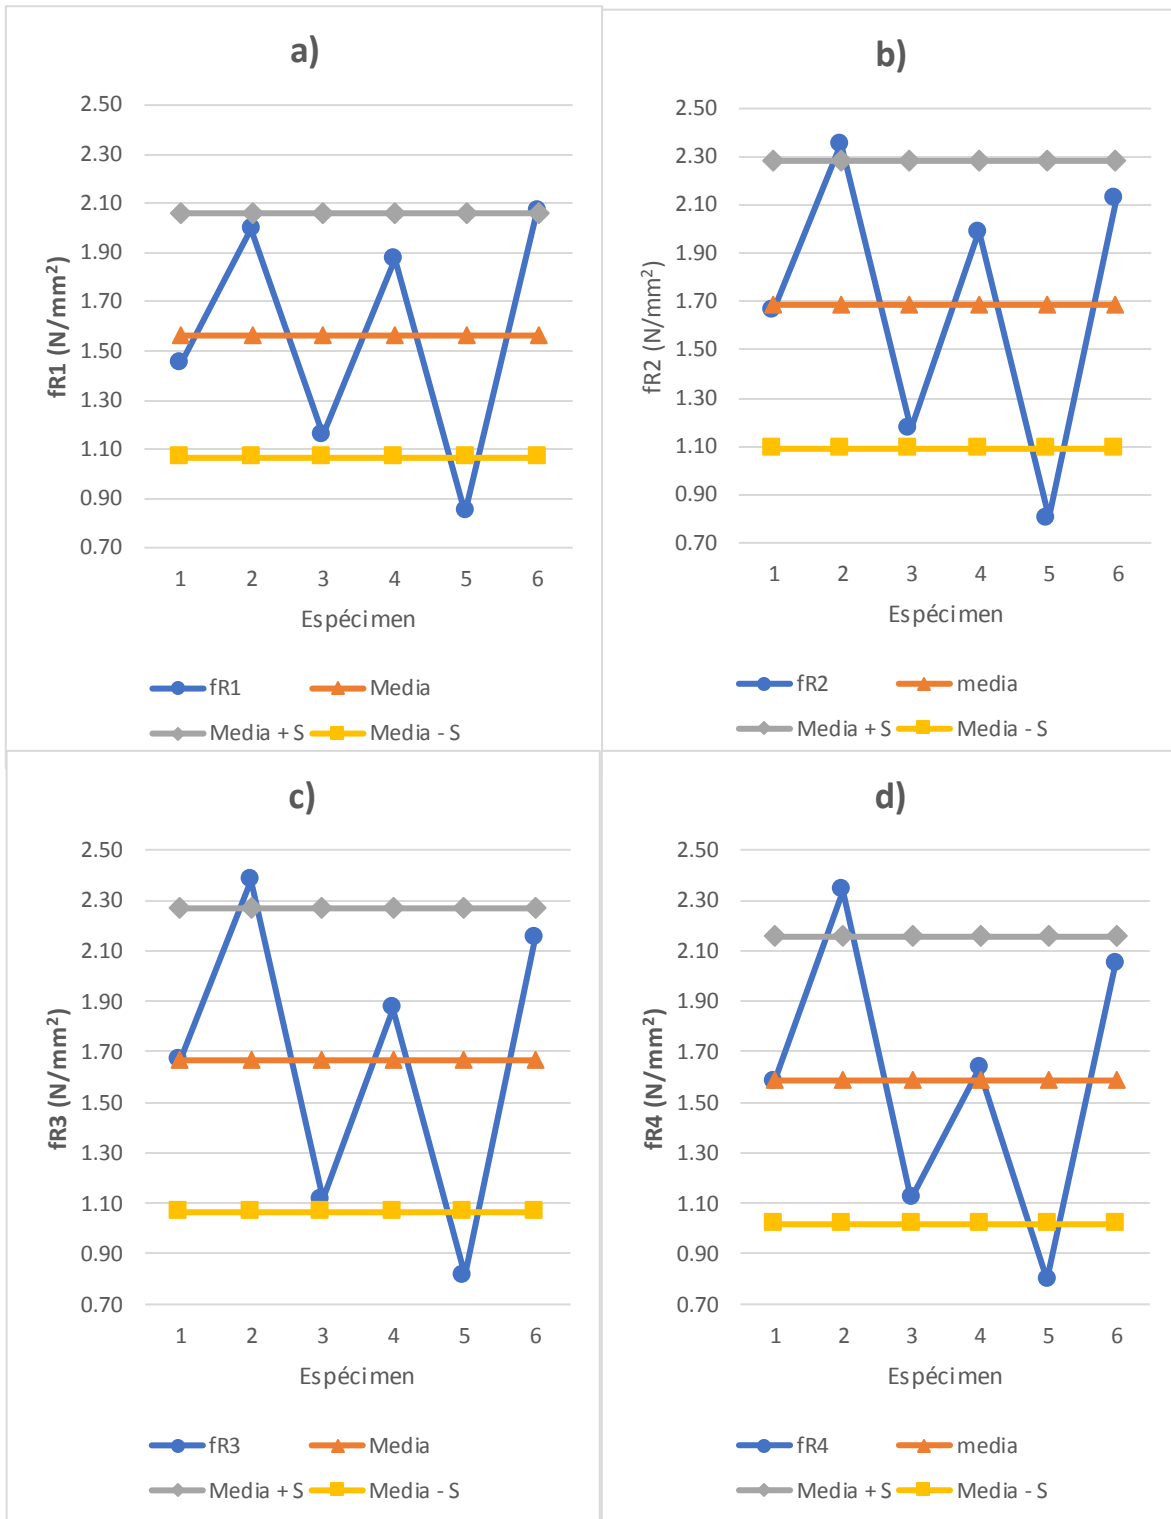 a)
2.50
2.30
2.10
1.90
1.70
1.50
1.30
1.10
0.90
0.70
fR1 (N/mm²)
1 2 3 4 5 6
Espécimen
fR1 Media
Media + S Media - S
b)
2.50
2.30
2.10
1.90
1.70
1.50
1.30
1.10
0.90
0.70
fR2 (N/mm²)
1 2 3 4 5 6
Espécimen
fR2 media
Media + S Media - S
c)
2.50
2.30
2.10
1.90
1.70
1.50
1.30
1.10
0.90
0.70
fR3 (N/mm²)
1 2 3 4 5 6
Espécimen
fR3 Media
Media + S Media - S
d)
2.50
2.30
2.10
1.90
1.70
1.50
1.30
1.10
0.90
0.70
fR4 (N/mm²)
1 2 3 4 5 6
Espécimen
fR4 media
Media + S Media - S